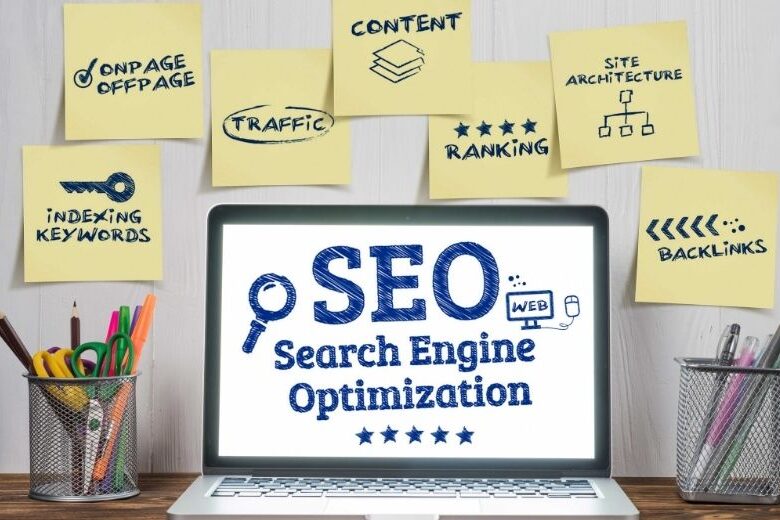 ONPAGE
OFFPAGE
TRAFFIC
CONTENT
RANKING
SITE
ARCHITECTURE
INDEXING
KEYWORDS
BACKLINKS
SEO
WEB
Search Engine
Optimization